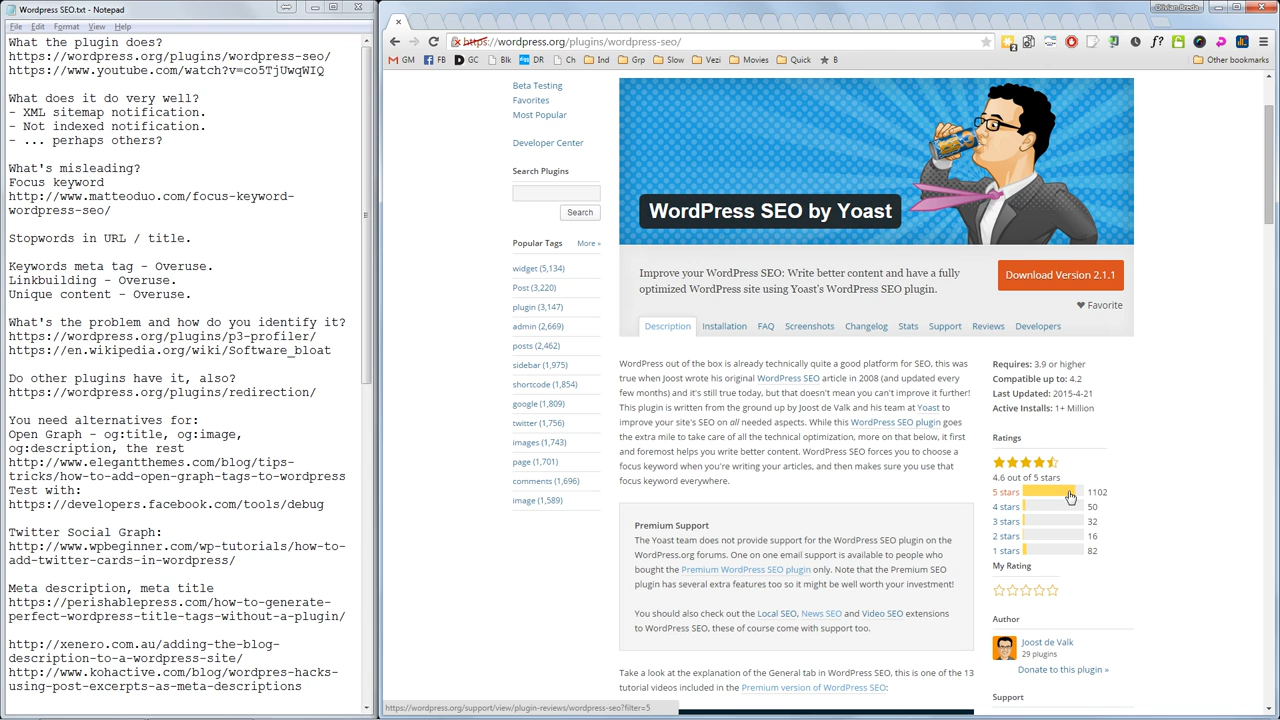 Wordpress SEO.txt - Notepad
File Edit Format View Help
What the plugin does?
https://wordpress.org/plugins/wordpress-seo/
https://www.youtube.com/watch?v=co5TjUwqWIQ
What does it do very well?
- XML sitemap notification.
- Not indexed notification.
- ... perhaps others?
What's misleading?
Focus keyword
http://www.matteoduo.com/focus-keyword-
wordpress-seo/
Stopwords in URL / title.
Keywords meta tag - Overuse.
Linkbuilding - Overuse.
Unique content - Overuse.
What's the problem and how do you identify it?
https://wordpress.org/plugins/p3-profiler/
https://en.wikipedia.org/wiki/Software_bloat
Do other plugins have it, also?
https://wordpress.org/plugins/redirection/
You need alternatives for:
Open Graph - og:title, og:image,
og:description, the rest
http://www.elegantthemes.com/blog/tips-
tricks/how-to-add-open-graph-tags-to-wordpress
Test with:
https://developers.facebook.com/tools/debug
Twitter Social Graph:
http://www.wpbeginner.com/wp-tutorials/how-to-
add-twitter-cards-in-wordpress/
Meta description, meta title
https://perishablepress.com/how-to-generate-
perfect-wordpress-title-tags-without-a-plugin/
http://xenero.com.au/adding-the-blog-
description-to-a-wordpress-site/
http://www.kohactive.com/blog/wordpres-hacks-
using-post-excerpts-as-meta-descriptions
Olivian Breda
https://wordpress.org/plugins/wordpress-seo/
GM FB GC Blk DR Ch Ind Grp Slow Vezi Movies Quick B Other bookmarks
Beta Testing
Favorites
Most Popular
Developer Center
Search Plugins
Search
Popular Tags More »
widget (5,134)
Post (3,220)
plugin (3,147)
admin (2,669)
posts (2,462)
sidebar (1,975)
shortcode (1,854)
google (1,809)
twitter (1,756)
images (1,743)
page (1,701)
comments (1,696)
image (1,589)
WordPress SEO by Yoast
Improve your WordPress SEO: Write better content and have a fully
optimized WordPress site using Yoast's WordPress SEO plugin.
Download Version 2.1.1
Favorite
Description Installation FAQ Screenshots Changelog Stats Support Reviews Developers
WordPress out of the box is already technically quite a good platform for SEO, this was
true when Joost wrote his original WordPress SEO article in 2008 (and updated every
few months) and it's still true today, but that doesn't mean you can't improve it further!
This plugin is written from the ground up by Joost de Valk and his team at Yoast to
improve your site's SEO on all needed aspects. While this WordPress SEO plugin goes
the extra mile to take care of all the technical optimization, more on that below, it first
and foremost helps you write better content. WordPress SEO forces you to choose a
focus keyword when you're writing your articles, and then makes sure you use that
focus keyword everywhere.
Premium Support
The Yoast team does not provide support for the WordPress SEO plugin on the
WordPress.org forums. One on one email support is available to people who
bought the Premium WordPress SEO plugin only. Note that the Premium SEO
plugin has several extra features too so it might be well worth your investment!
You should also check out the Local SEO, News SEO and Video SEO extensions
to WordPress SEO, these of course come with support too.
Take a look at the explanation of the General tab in WordPress SEO, this is one of the 13
tutorial videos included in the Premium version of WordPress SEO:
Requires: 3.9 or higher
Compatible up to: 4.2
Last Updated: 2015-4-21
Active Installs: 1+ Million
Ratings
4.6 out of 5 stars
5 stars 1102
4 stars 50
3 stars 32
2 stars 16
1 stars 82
My Rating
Author
Joost de Valk
29 plugins
Donate to this plugin »
Support
https://wordpress.org/support/view/plugin-reviews/wordpress-seo?filter=5